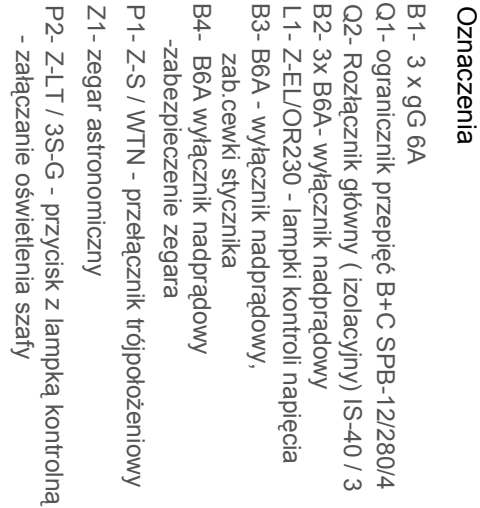 Oznaczenia
B1- 3 x gG 6A
Q1- ogranicznik przepięć B+C SPB-12/280/4
Q2- Rozłącznik główny ( izolacyjny) IS-40 / 3
B2- 3x B6A- wyłącznik nadprądowy
L1- Z-EL/OR230 - lampki kontroli napięcia
B3- B6A - wyłącznik nadprądowy,
zab.cewki stycznika
B4- B6A wyłącznik nadprądowy
-zabezpieczenie zegara
P1- Z-S / WTN - przełącznik trójpołożeniowy
Z1- zegar astronomiczny
P2- Z-LT / 3S-G - przycisk z lampką kontrolną
- załączanie oświetlenia szafy